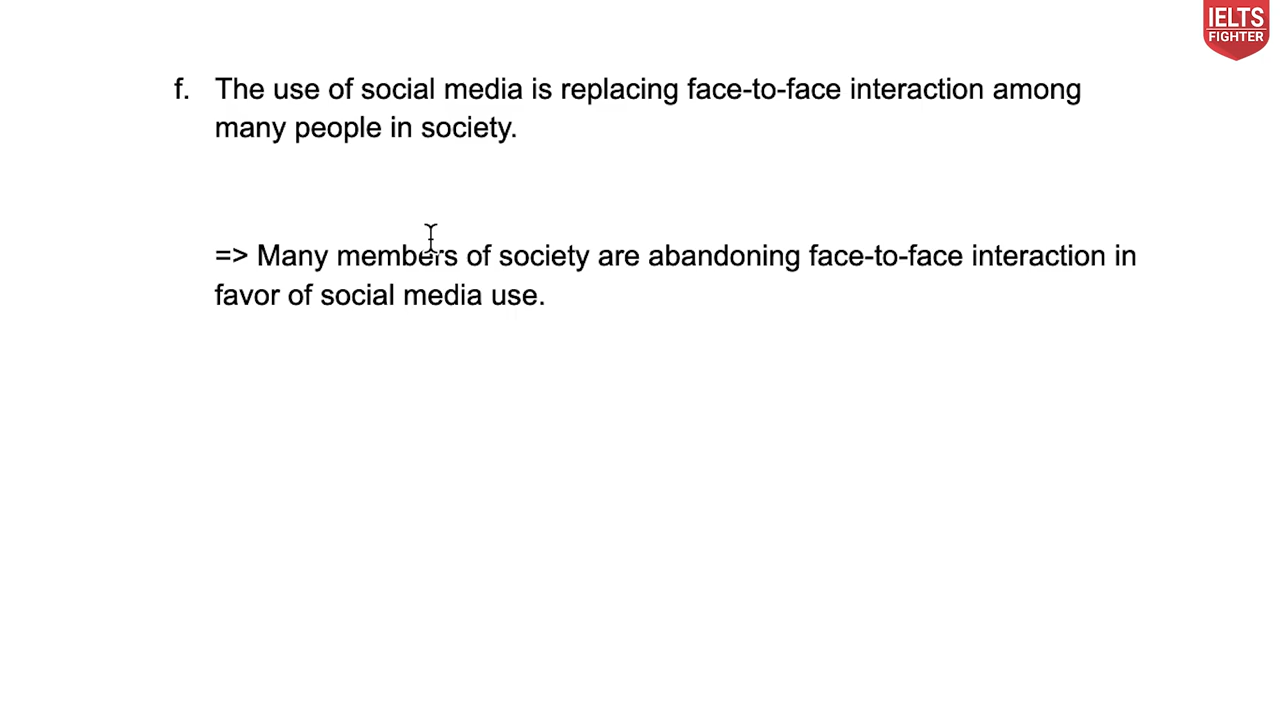 IELTS
FIGHTER
f. The use of social media is replacing face-to-face interaction among
many people in society.
=> Many members of society are abandoning face-to-face interaction in
favor of social media use.